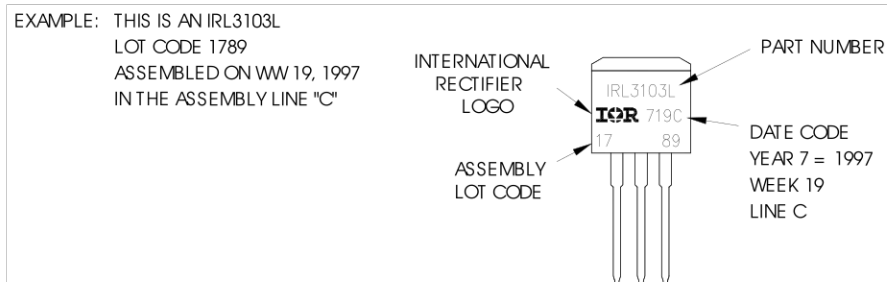 EXAMPLE: THIS IS AN IRL3103L
LOT CODE 1789
ASSEMBLED ON WW 19, 1997
IN THE ASSEMBLY LINE "C"
INTERNATIONAL
RECTIFIER
LOGO
ASSEMBLY
LOT CODE
IRL3103L
IOR 719C
17 89
PART NUMBER
DATE CODE
YEAR 7 = 1997
WEEK 19
LINE C